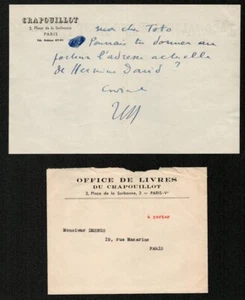 CRAPOUILLOT
3, Place de la Sorbonne
PARIS
mon cher Toto
Pourrais-tu donner au
porteur l'adresse actuelle
de Hermine David ?
OFFICE DE LIVRES
DU CRAPOUILLOT
3, Place de la Sorbonne, 3 - PARIS-Vᵉ
à porter
Monsieur DESNOS
19, rue Mazarine
PARIS